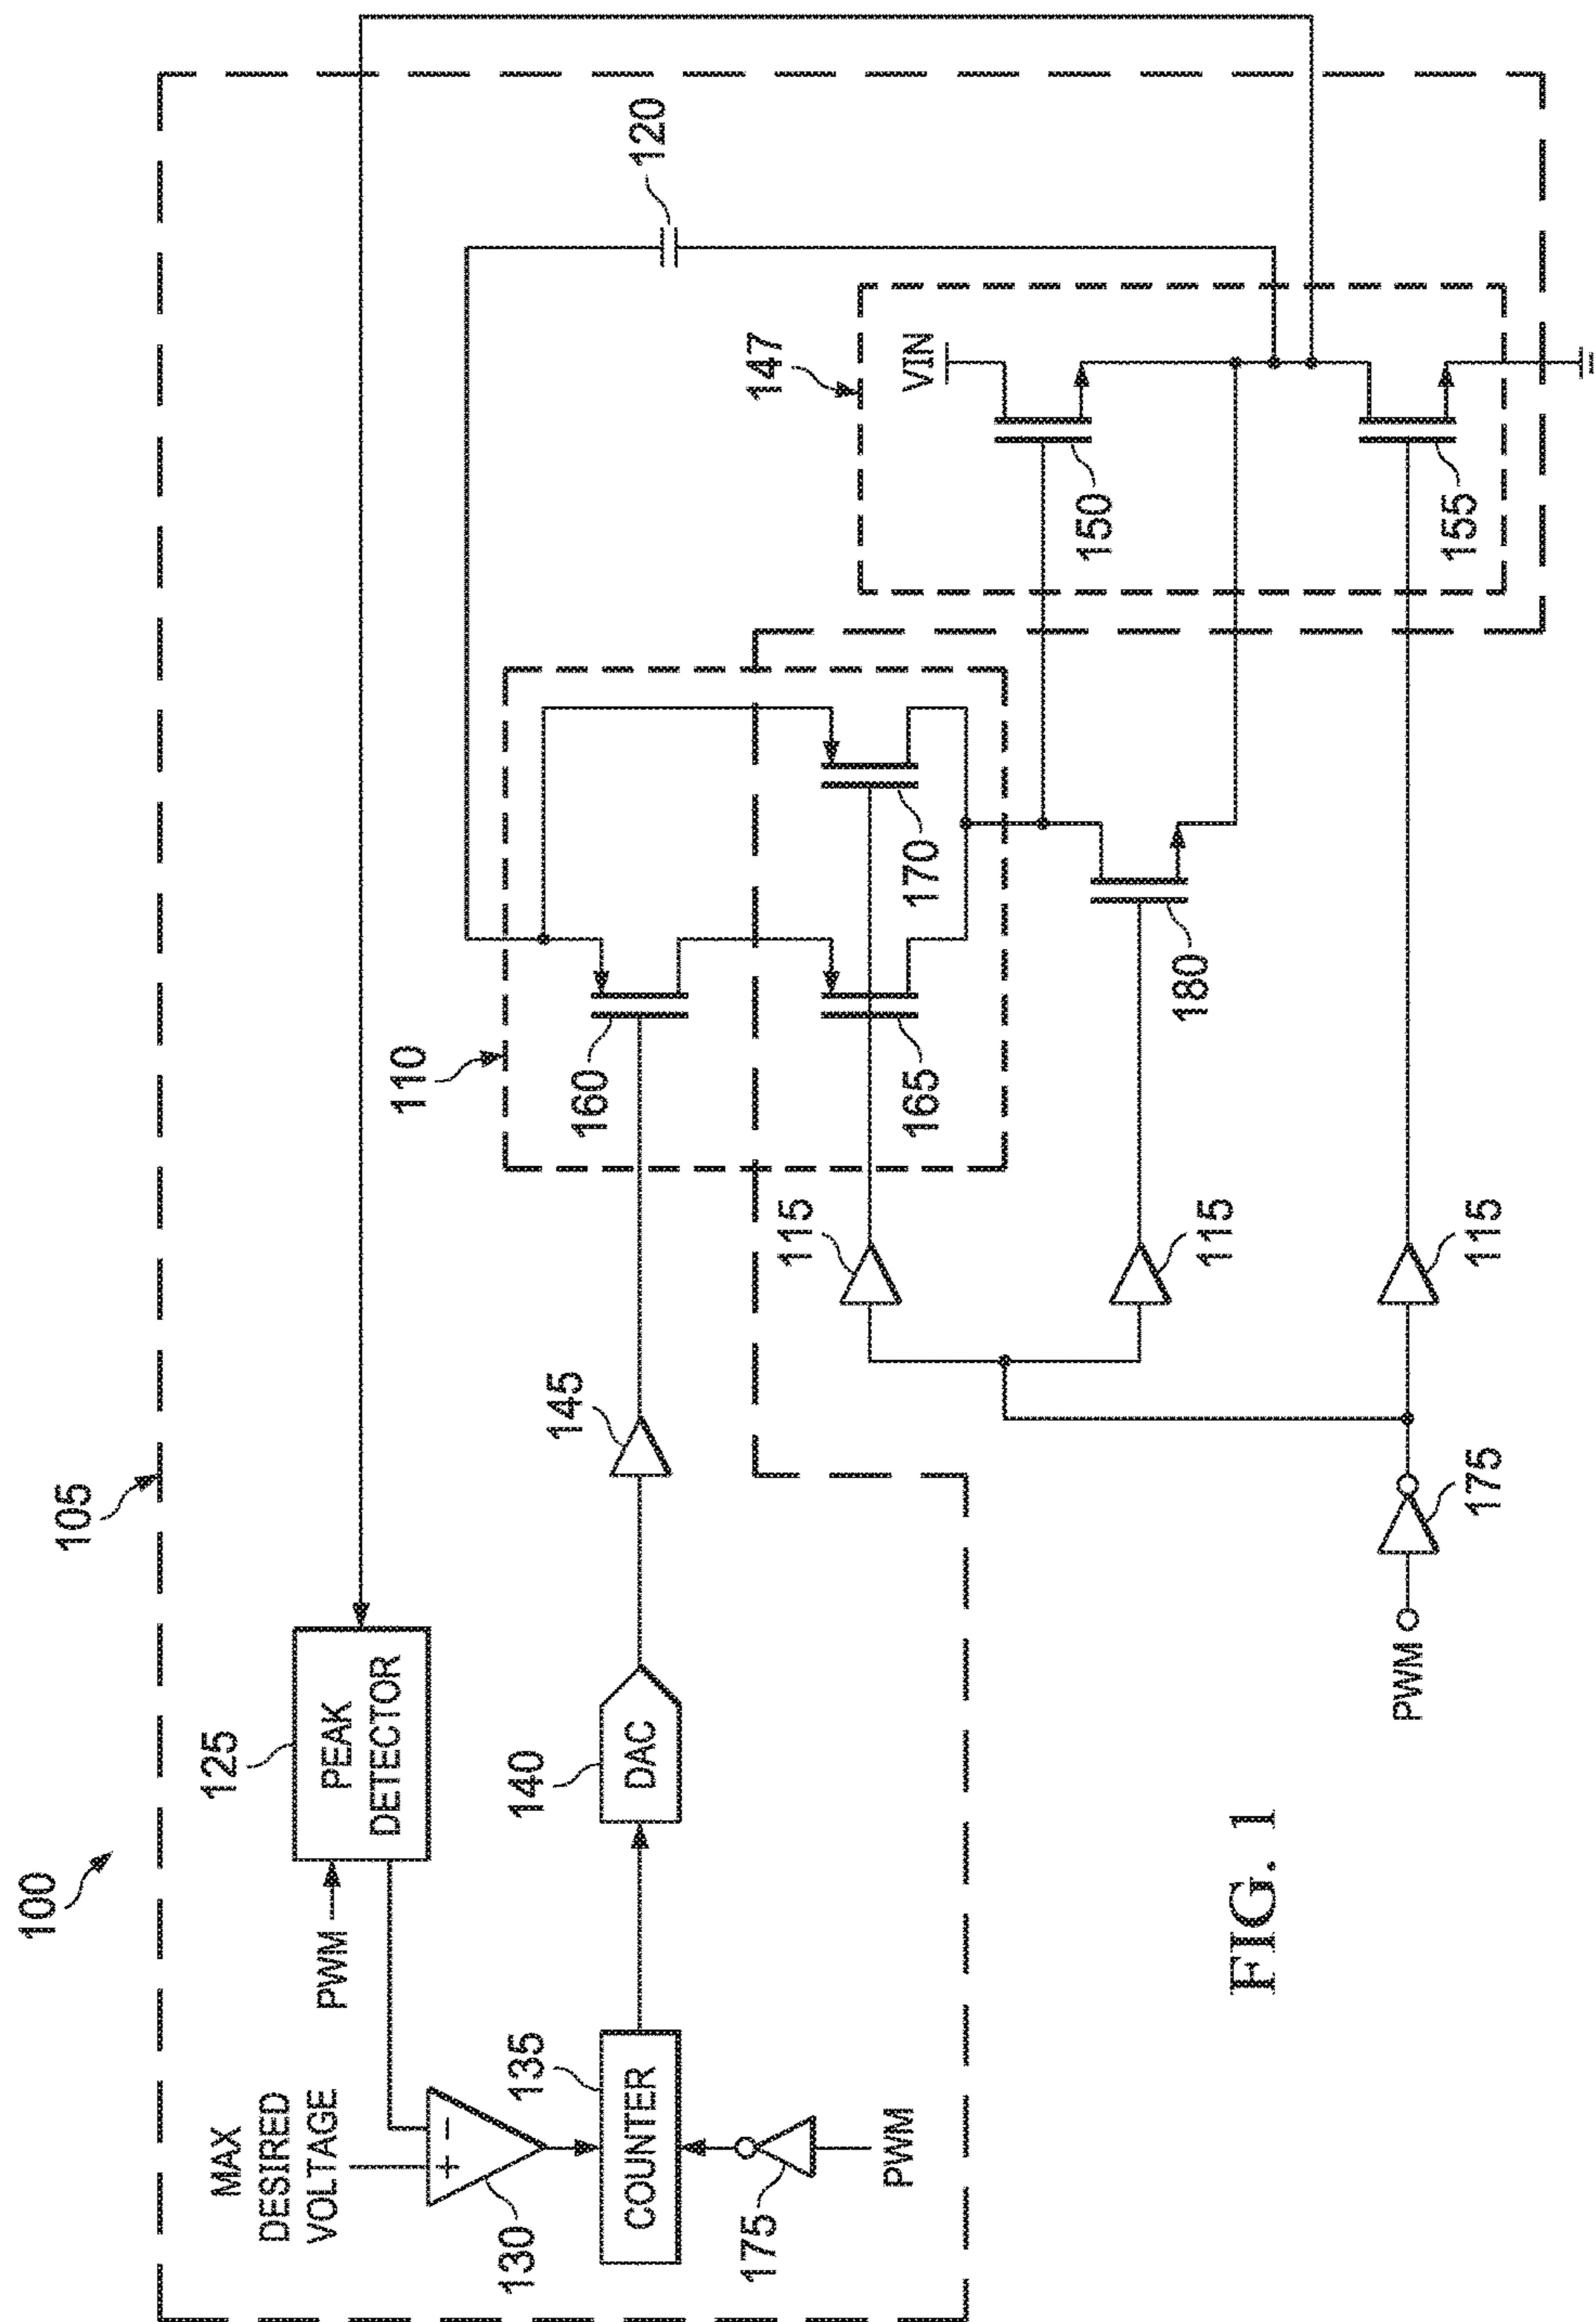 100
105
125
PEAK
DETECTOR
PWM
MAX
DESIRED
VOLTAGE
130
135
COUNTER
175
PWM
140
DAC
145
110
160
165
170
120
147
VIN
150
155
180
115
115
115
175
PWM
FIG. 1
+
−